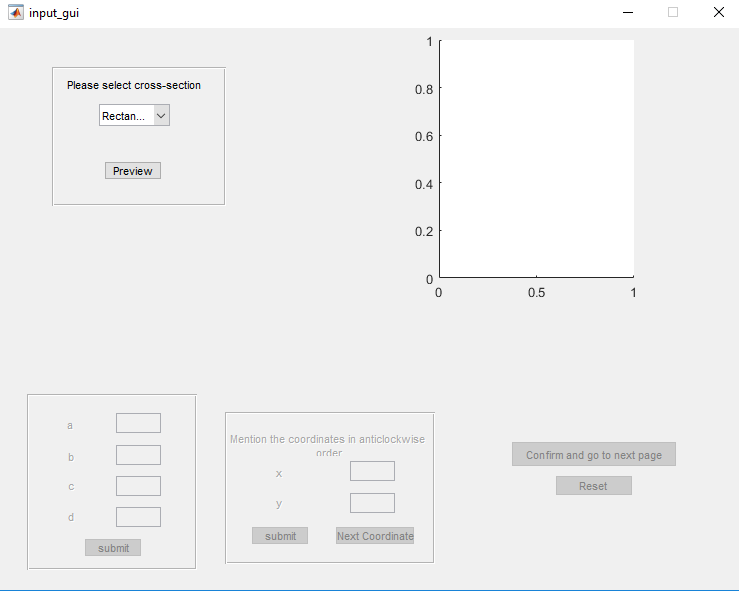 input_gui
Please select cross-section
Rectan...
Preview
1
0.8
0.6
0.4
0.2
0
0 0.5 1
a
b
c
d
submit
Mention the coordinates in anticlockwise
order
x
y
submit Next Coordinate
Confirm and go to next page
Reset